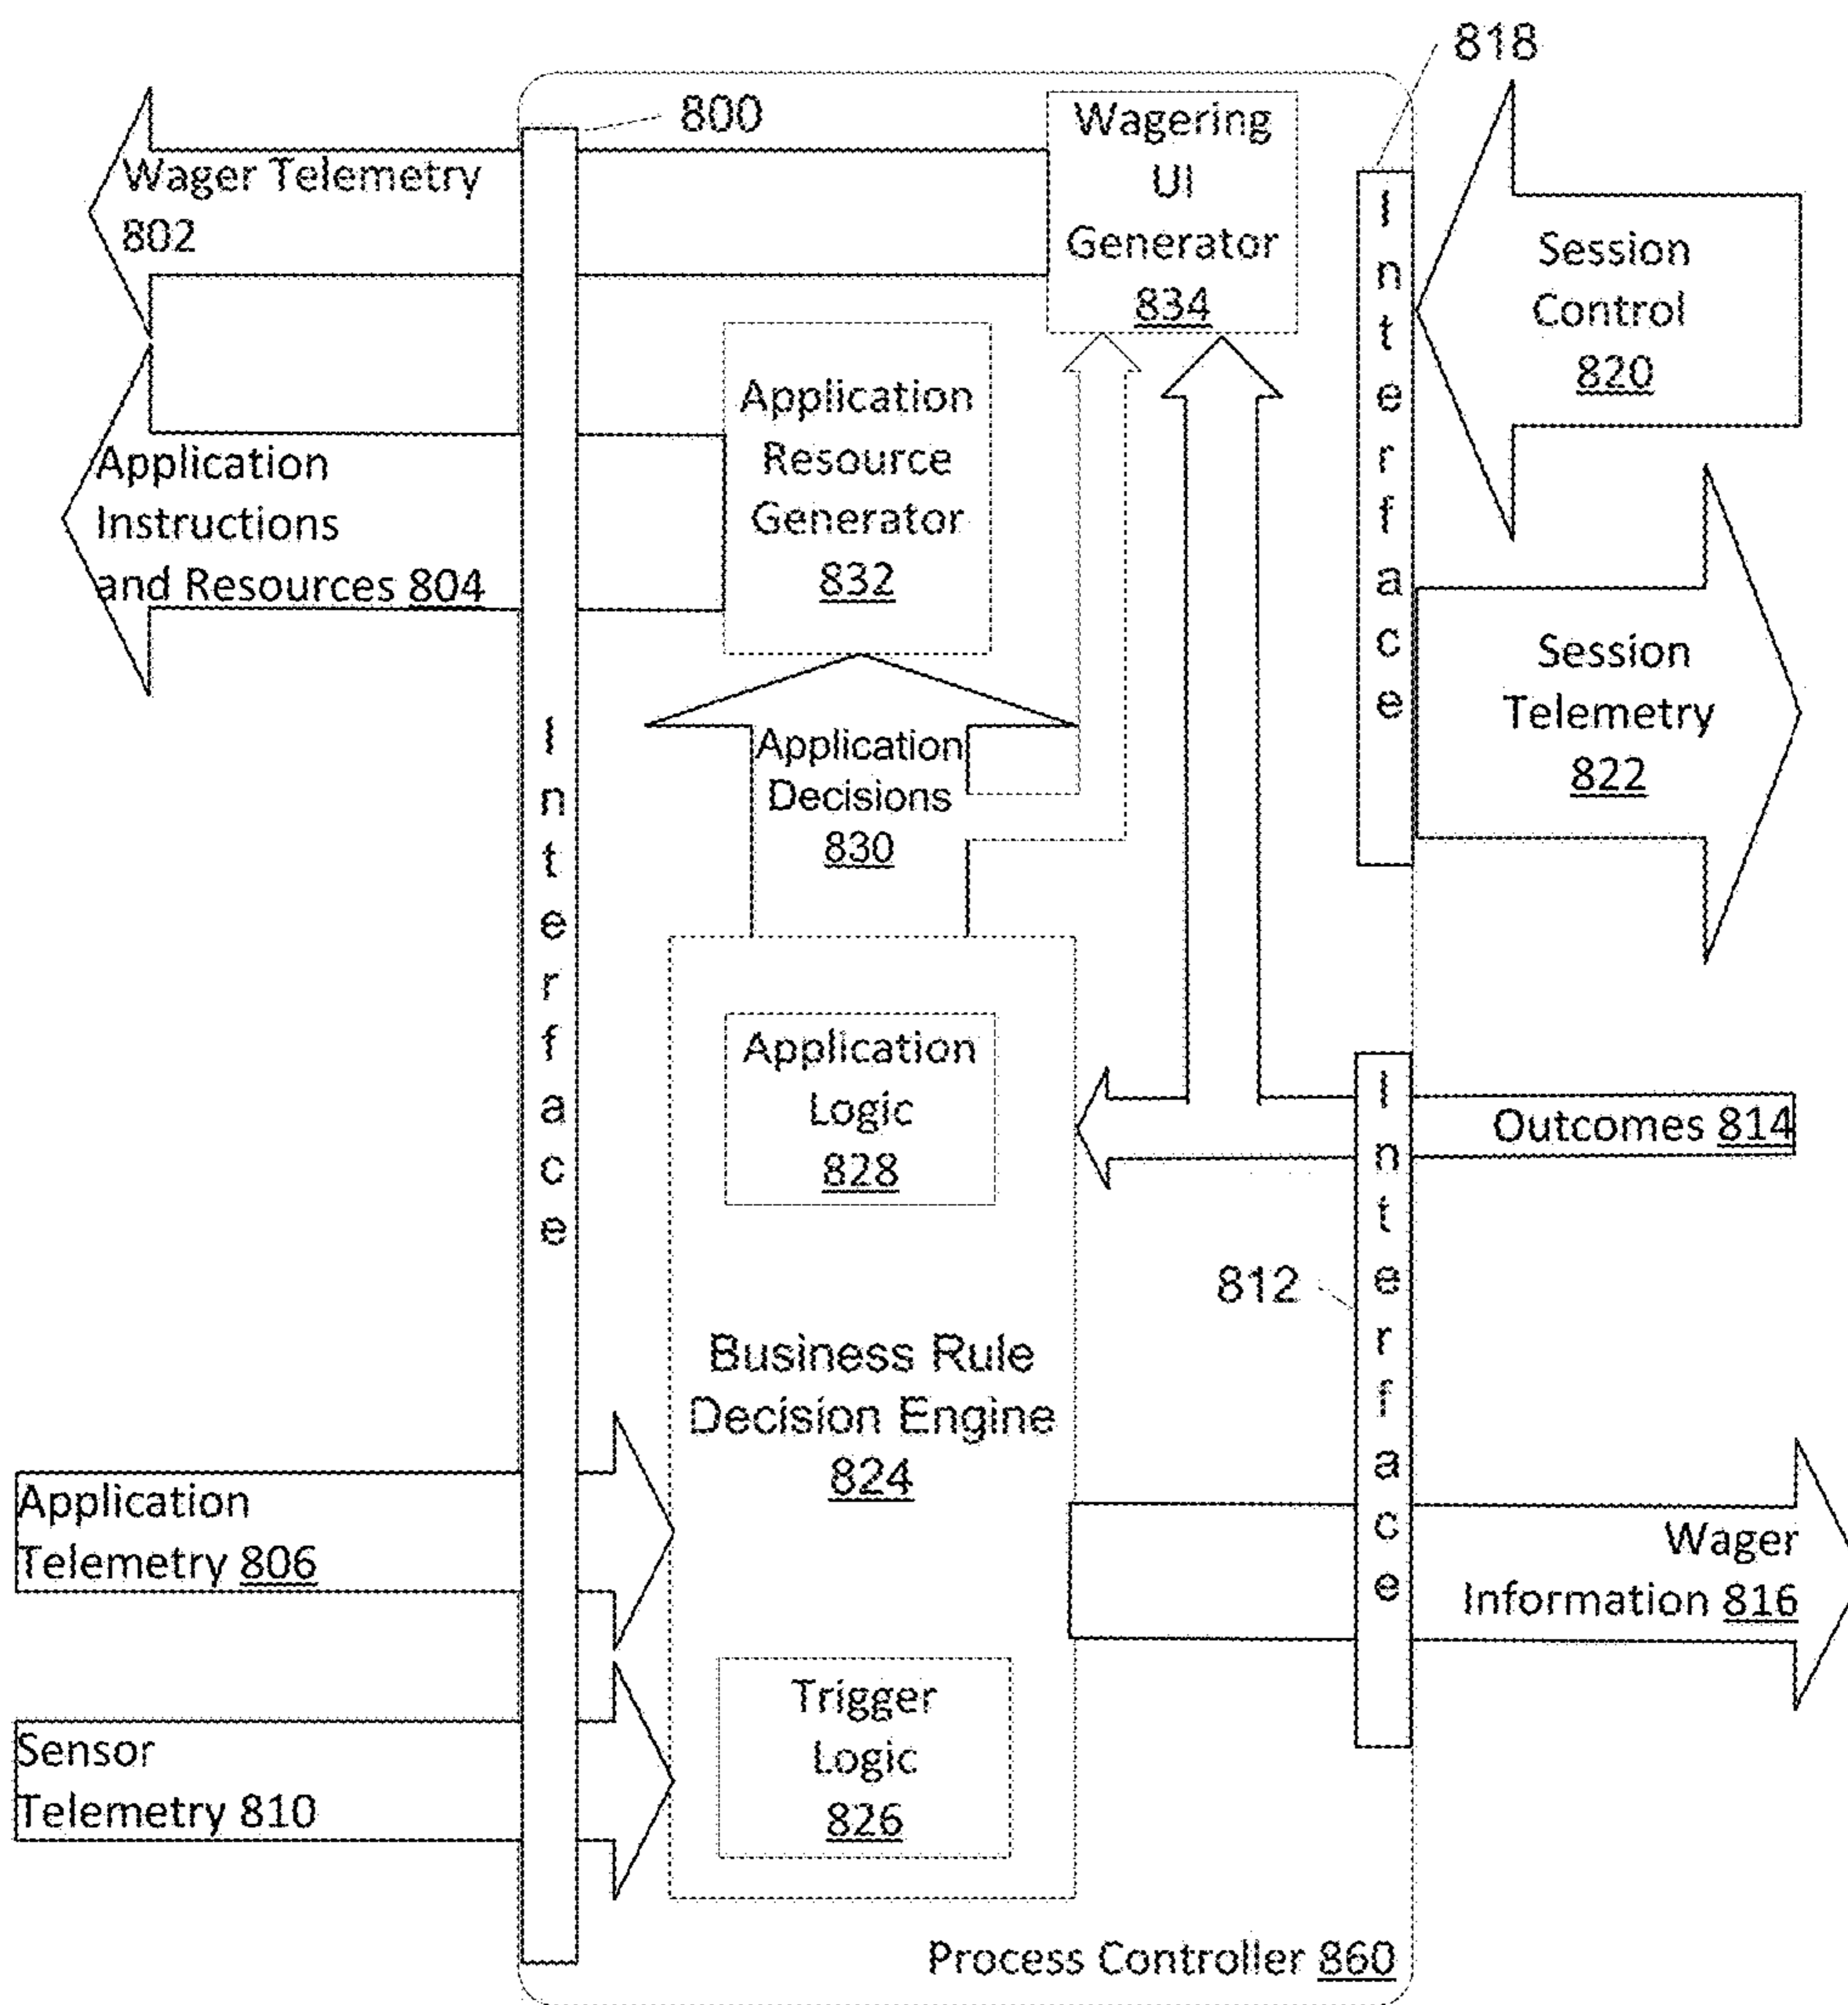 818
800
Wager Telemetry
802
Wagering
UI
Generator
834
Interface
Session
Control
820
Application
Instructions
and Resources 804
Application
Resource
Generator
832
Session
Telemetry
822
Interface
Application
Decisions
830
Application
Logic
828
Interface
Outcomes 814
812
Business Rule
Decision Engine
824
Application
Telemetry 806
Wager
Information 816
Trigger
Logic
826
Sensor
Telemetry 810
Process Controller 860